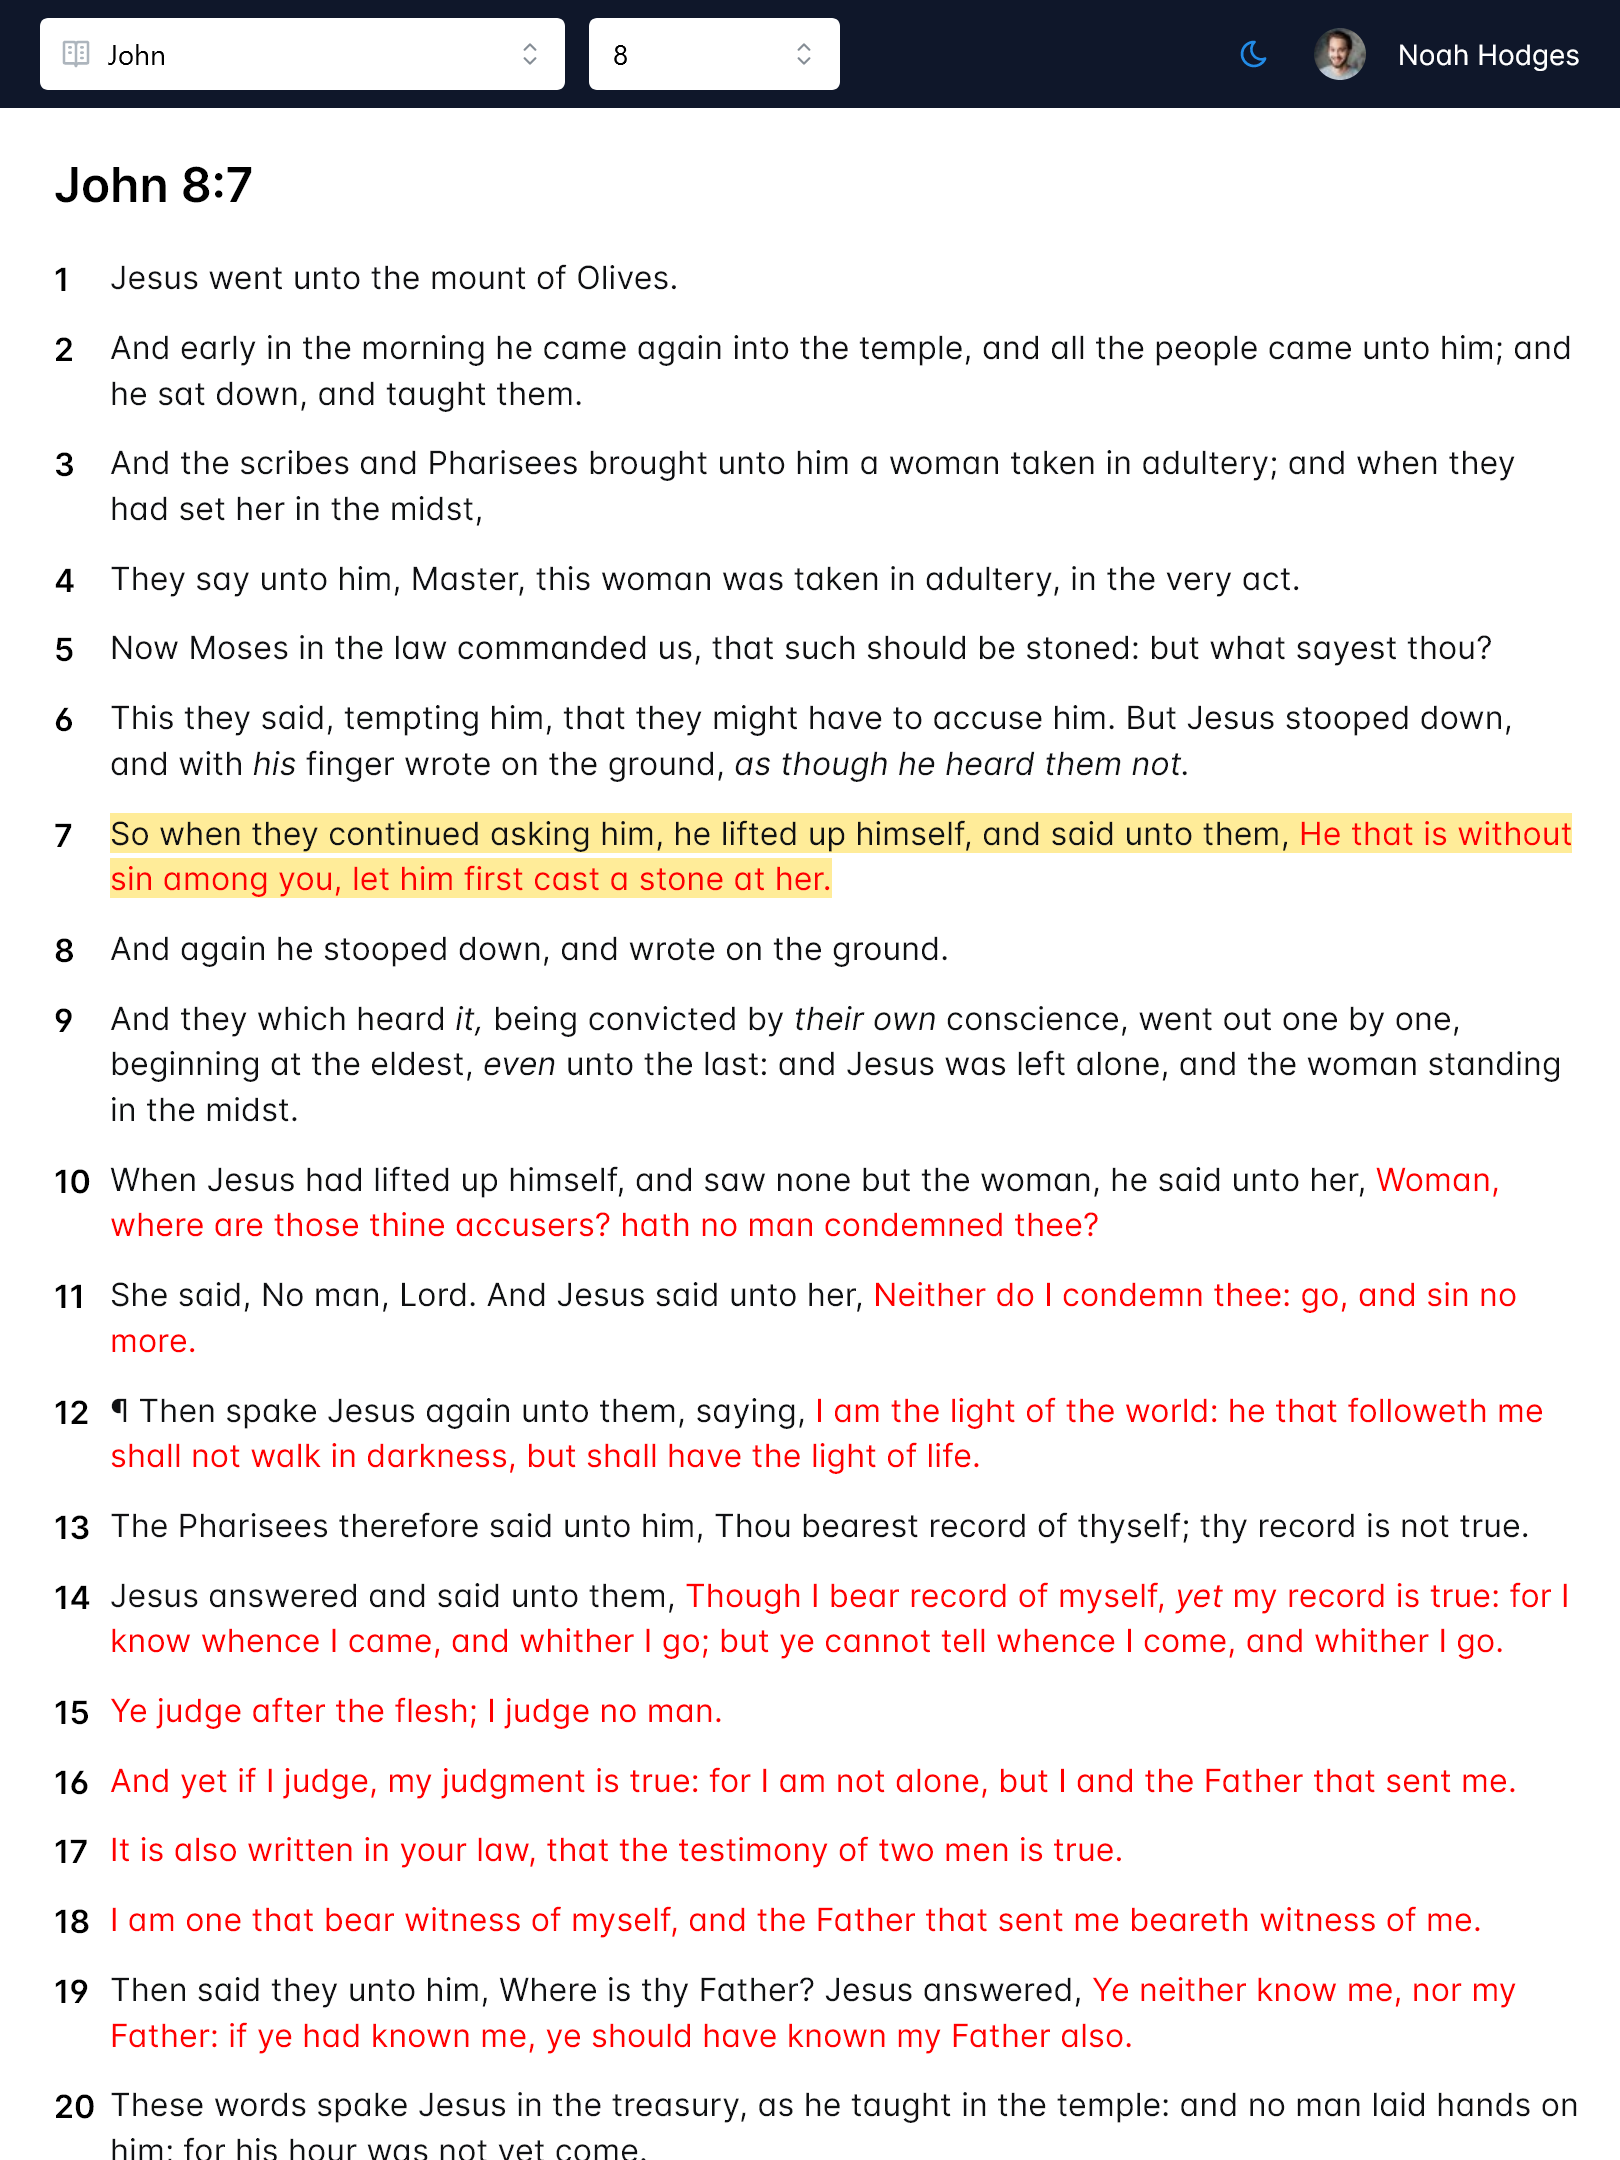 John
8
Noah Hodges
John 8:7
1 Jesus went unto the mount of Olives.
2 And early in the morning he came again into the temple, and all the people came unto him; and
he sat down, and taught them.
3 And the scribes and Pharisees brought unto him a woman taken in adultery; and when they
had set her in the midst,
4 They say unto him, Master, this woman was taken in adultery, in the very act.
5 Now Moses in the law commanded us, that such should be stoned: but what sayest thou?
6 This they said, tempting him, that they might have to accuse him. But Jesus stooped down,
and with his finger wrote on the ground, as though he heard them not.
7 So when they continued asking him, he lifted up himself, and said unto them, He that is without
sin among you, let him first cast a stone at her.
8 And again he stooped down, and wrote on the ground.
9 And they which heard it, being convicted by their own conscience, went out one by one,
beginning at the eldest, even unto the last: and Jesus was left alone, and the woman standing
in the midst.
10 When Jesus had lifted up himself, and saw none but the woman, he said unto her, Woman,
where are those thine accusers? hath no man condemned thee?
11 She said, No man, Lord. And Jesus said unto her, Neither do I condemn thee: go, and sin no
more.
12 ¶ Then spake Jesus again unto them, saying, I am the light of the world: he that followeth me
shall not walk in darkness, but shall have the light of life.
13 The Pharisees therefore said unto him, Thou bearest record of thyself; thy record is not true.
14 Jesus answered and said unto them, Though I bear record of myself, yet my record is true: for I
know whence I came, and whither I go; but ye cannot tell whence I come, and whither I go.
15 Ye judge after the flesh; I judge no man.
16 And yet if I judge, my judgment is true: for I am not alone, but I and the Father that sent me.
17 It is also written in your law, that the testimony of two men is true.
18 I am one that bear witness of myself, and the Father that sent me beareth witness of me.
19 Then said they unto him, Where is thy Father? Jesus answered, Ye neither know me, nor my
Father: if ye had known me, ye should have known my Father also.
20 These words spake Jesus in the treasury, as he taught in the temple: and no man laid hands on
him; for his hour was not yet come.